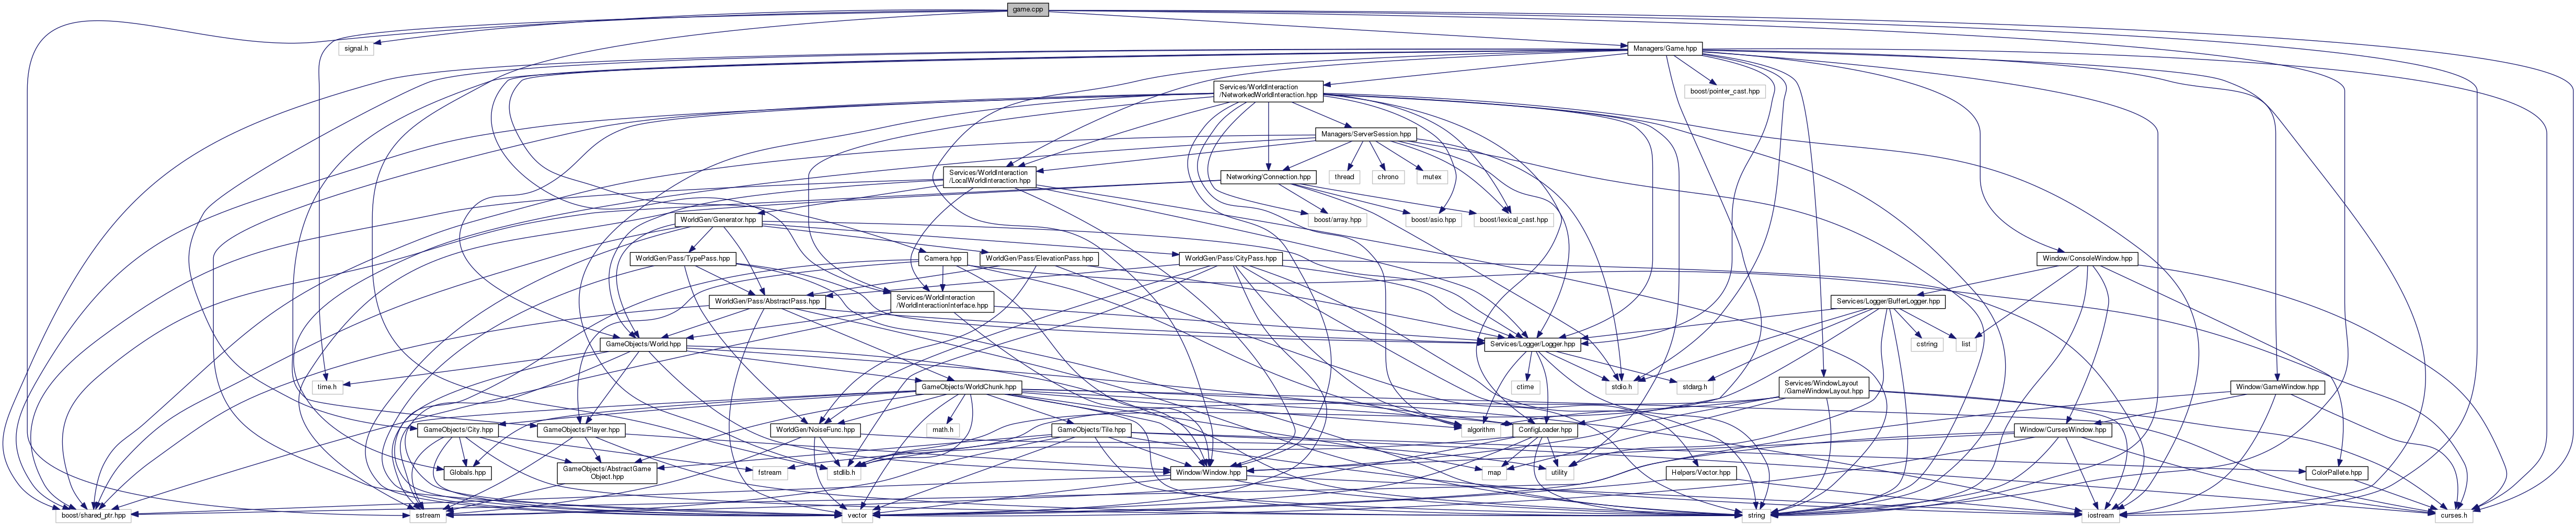 game.cpp
signal.h
Managers/Game.hpp
Services/WorldInteraction
/NetworkedWorldInteraction.hpp
boost/pointer_cast.hpp
Managers/ServerSession.hpp
Services/WorldInteraction
/LocalWorldInteraction.hpp
Networking/Connection.hpp
thread
chrono
mutex
WorldGen/Generator.hpp
boost/array.hpp
boost/asio.hpp
boost/lexical_cast.hpp
WorldGen/Pass/TypePass.hpp
Camera.hpp
WorldGen/Pass/ElevationPass.hpp
WorldGen/Pass/CityPass.hpp
Window/ConsoleWindow.hpp
WorldGen/Pass/AbstractPass.hpp
Services/WorldInteraction
/WorldInteractionInterface.hpp
Services/Logger/BufferLogger.hpp
GameObjects/World.hpp
Services/Logger/Logger.hpp
cstring
list
time.h
GameObjects/WorldChunk.hpp
ctime
stdio.h
stdarg.h
Services/WindowLayout
/GameWindowLayout.hpp
Window/GameWindow.hpp
GameObjects/City.hpp
GameObjects/Player.hpp
WorldGen/NoiseFunc.hpp
math.h
GameObjects/Tile.hpp
algorithm
ConfigLoader.hpp
Window/CursesWindow.hpp
Globals.hpp
GameObjects/AbstractGame
Object.hpp
fstream
stdlib.h
Window/Window.hpp
map
utility
Helpers/Vector.hpp
ColorPallete.hpp
boost/shared_ptr.hpp
sstream
vector
string
iostream
curses.h